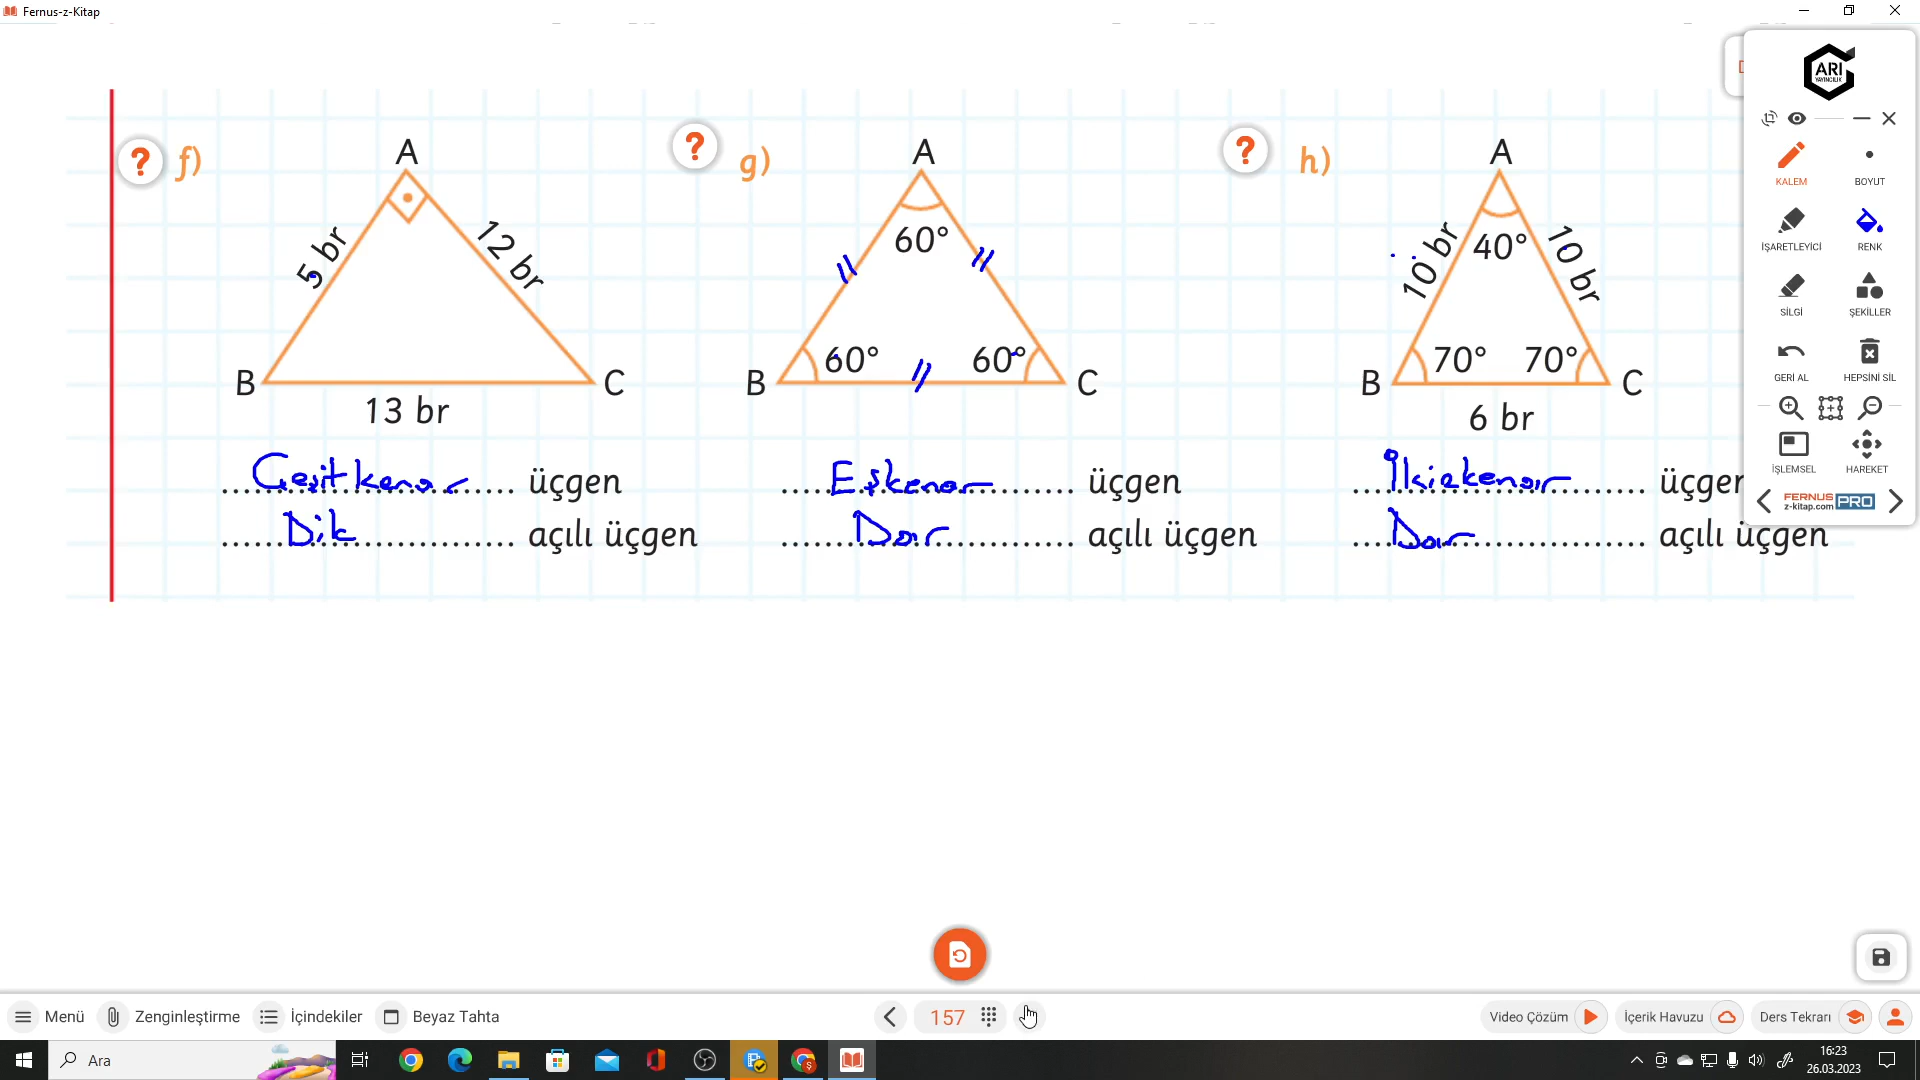 Fernus-z-Kitap
f)
A
5 br
12 br
B
C
13 br
Çeşitkenar üçgen
Dik açılı üçgen
g)
A
60°
60°
60°
B
C
Eşkenar üçgen
Dar açılı üçgen
h)
A
10 br
40°
10 br
70°
70°
B
C
6 br
İkizkenar üçgen
Dar açılı üçgen
ARI
YAYINCILIK
KALEM
BOYUT
İŞARETLEYİCİ
RENK
SİLGİ
ŞEKİLLER
GERİ AL
HEPSİNİ SİL
İŞLEMSEL
HAREKET
FERNUS
z-kitap.com
PRO
Menü
Zenginleştirme
İçindekiler
Beyaz Tahta
157
Video Çözüm
İçerik Havuzu
Ders Tekrarı
Ara
16:23
26.03.2023